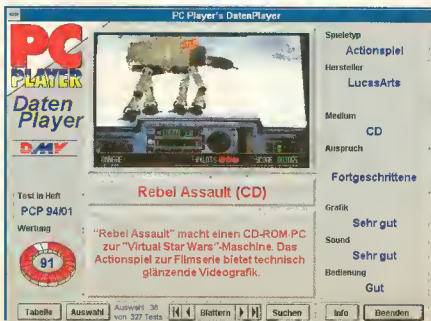 PC Player's DatenPlayer
PC
PLAYER
Daten
Player
DMV
Test in Heft
PCP 94/01
Wertung
91
Rebel Assault (CD)
"Rebel Assault" macht einen CD-ROM-PC
zur "Virtual Star Wars"-Maschine. Das
Actionspiel zur Filmserie bietet technisch
glänzende Videografik.
Spieletyp
Actionspiel
Hersteller
LucasArts
Medium
CD
Anspruch
Fortgeschrittene
Grafik
Sehr gut
Sound
Sehr gut
Bedienung
Gut
Tabelle
Auswahl
Auswahl 38
von 327 Tests
Blättern
Suchen
Info
Beenden